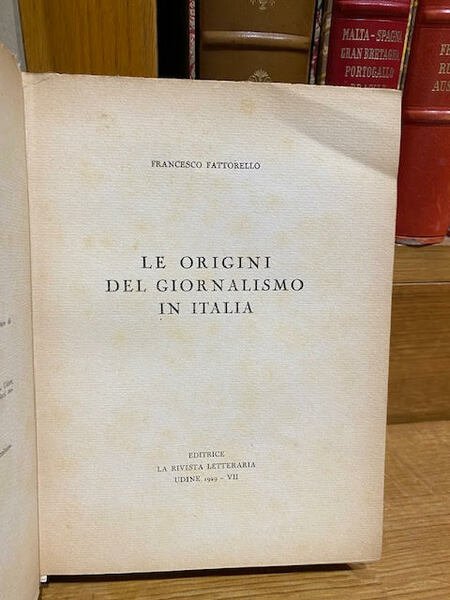 FRANCESCO FATTORELLO
LE ORIGINI
DEL GIORNALISMO
IN ITALIA
EDITRICE
LA RIVISTA LETTERARIA
UDINE 1929 - VII
MALTA-SPAGNA
GRAN BRETAGNA
PORTOGALLO